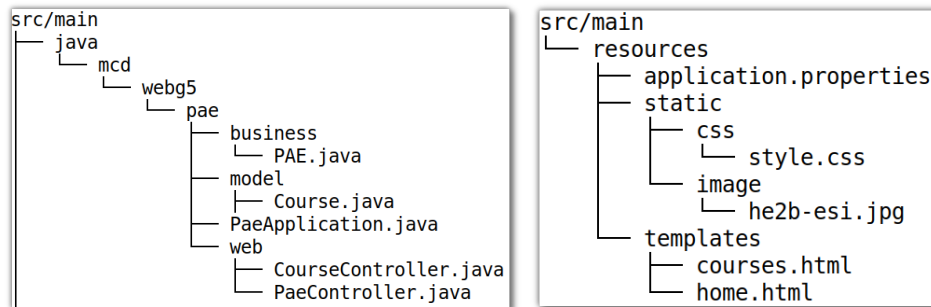 src/main
java
mcd
webg5
pae
business
PAE.java
model
Course.java
PaeApplication.java
web
CourseController.java
PaeController.java
src/main
resources
application.properties
static
css
style.css
image
he2b-esi.jpg
templates
courses.html
home.html